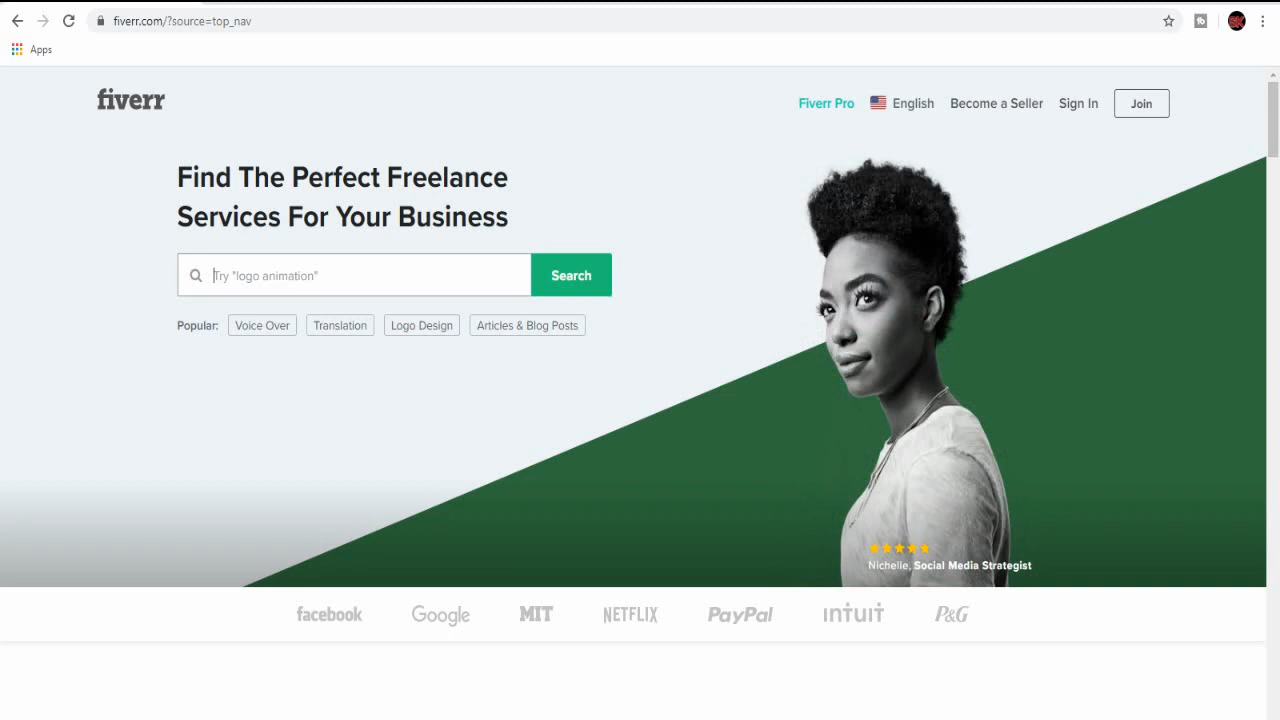 fiverr.com/?source=top_nav
Apps
fiverr
Fiverr Pro English Become a Seller Sign In Join
Find The Perfect Freelance
Services For Your Business
Try "logo animation" Search
Popular: Voice Over Translation Logo Design Articles & Blog Posts
Nichelle, Social Media Strategist
facebook Google MIT NETFLIX PayPal intuit P&G